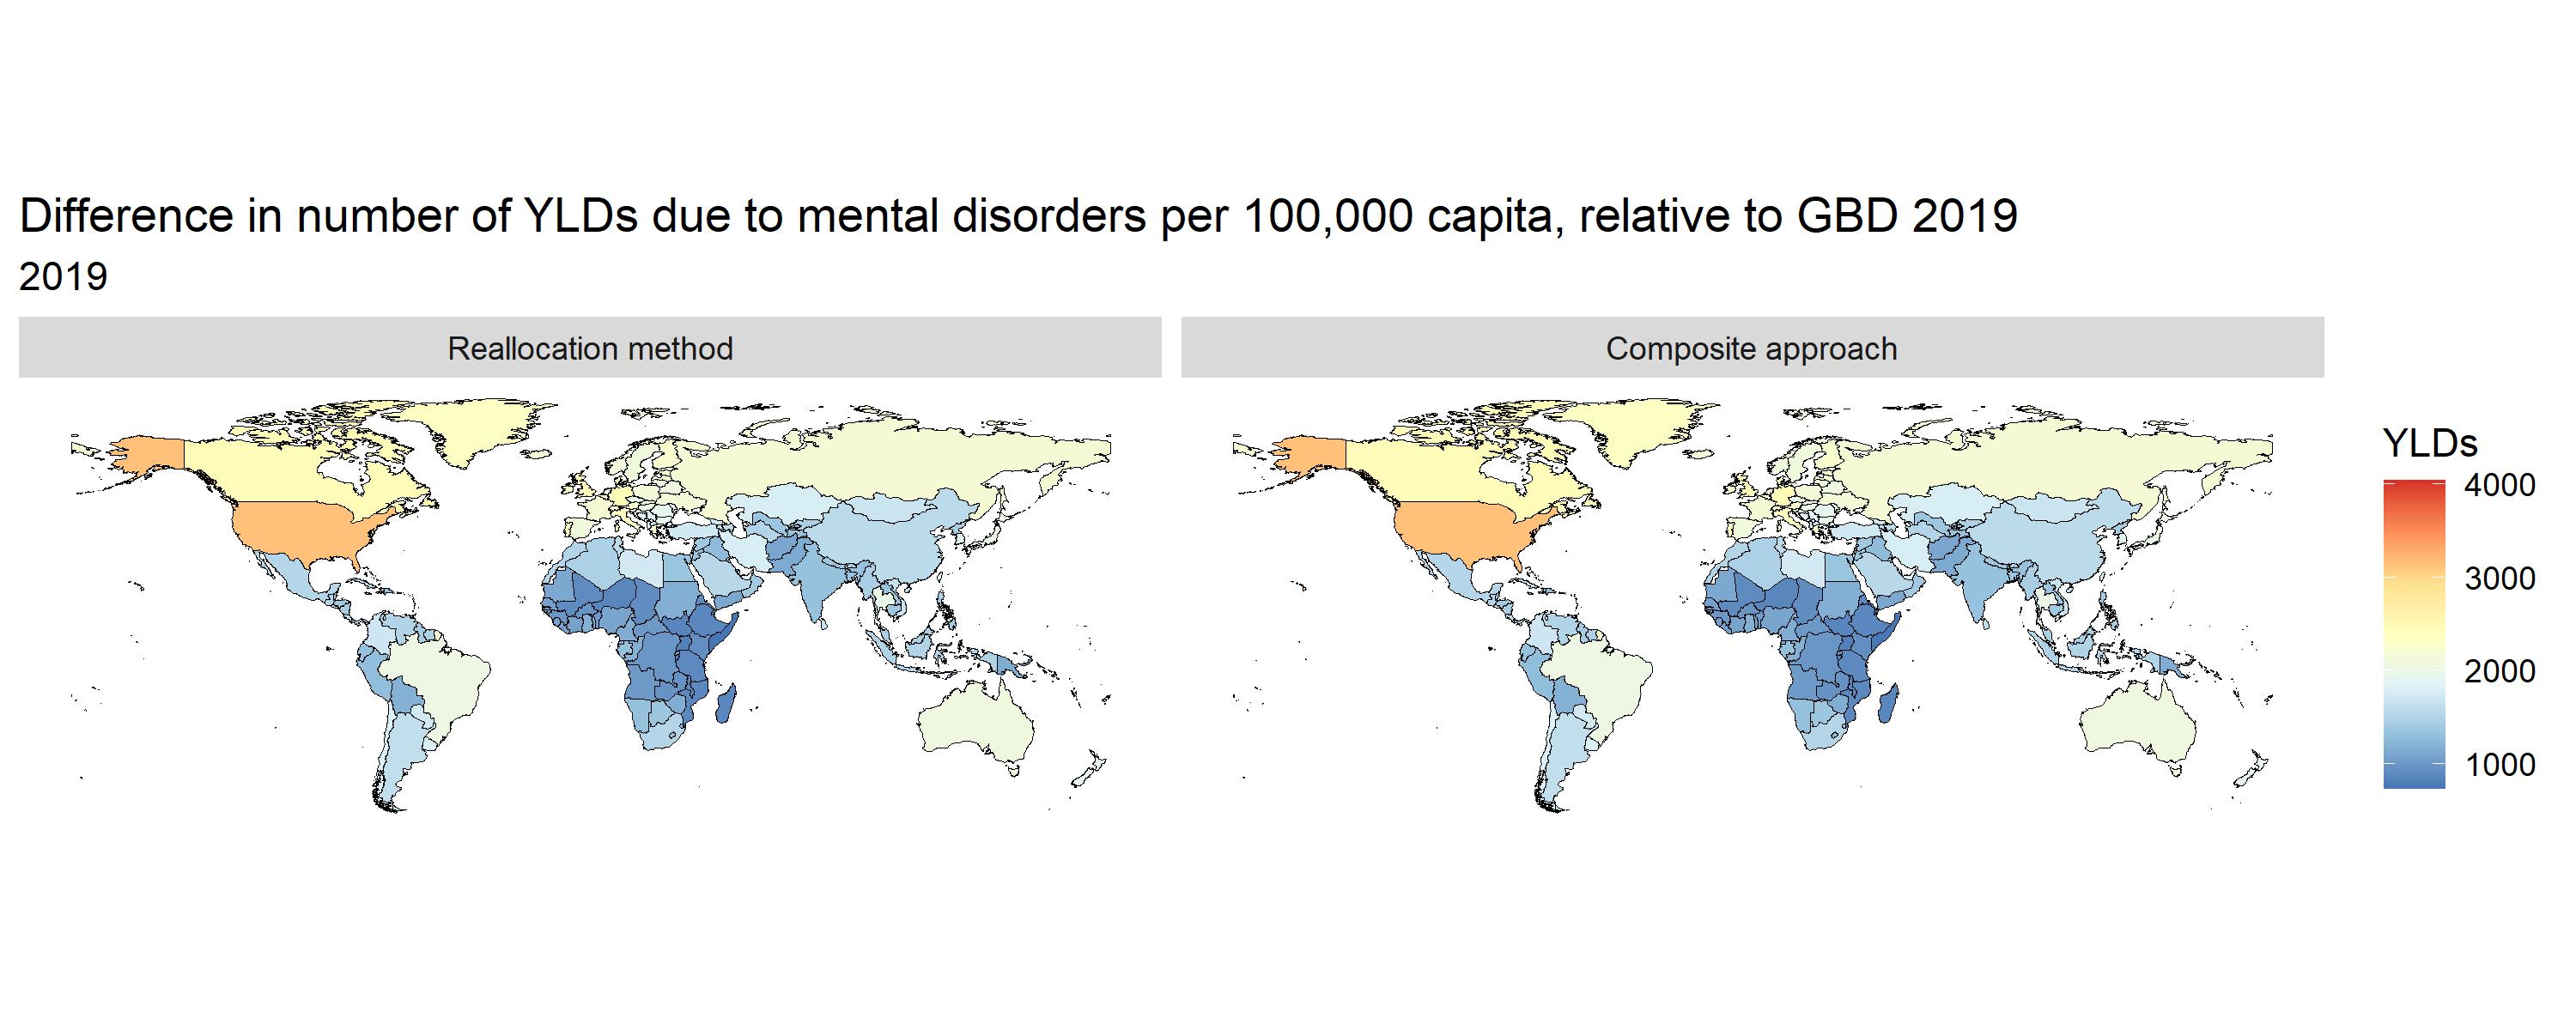 Difference in number of YLDs due to mental disorders per 100,000 capita, relative to GBD 2019
2019
Reallocation method
Composite approach
YLDs
4000
3000
2000
1000